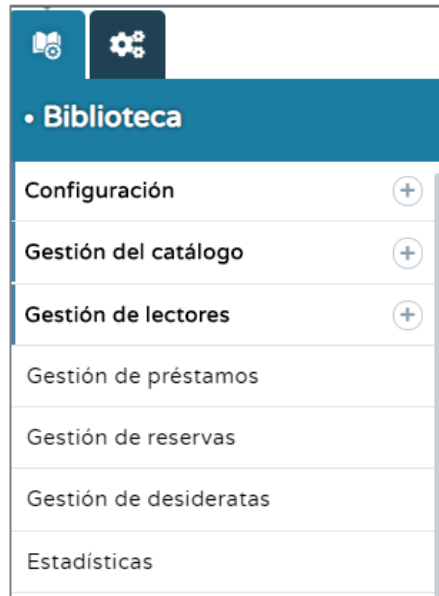 • Biblioteca
Configuración
Gestión del catálogo
Gestión de lectores
Gestión de préstamos
Gestión de reservas
Gestión de desideratas
Estadísticas